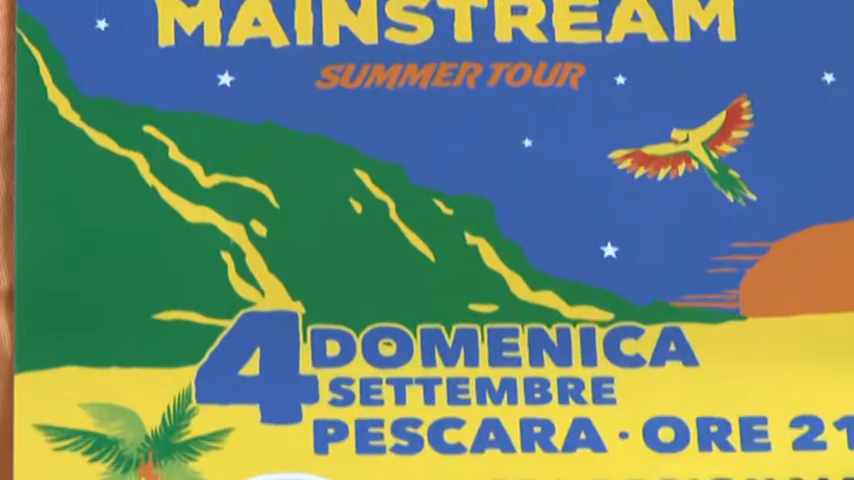 MAINSTREAM
SUMMER TOUR
4 DOMENICA
SETTEMBRE
PESCARA · ORE 21